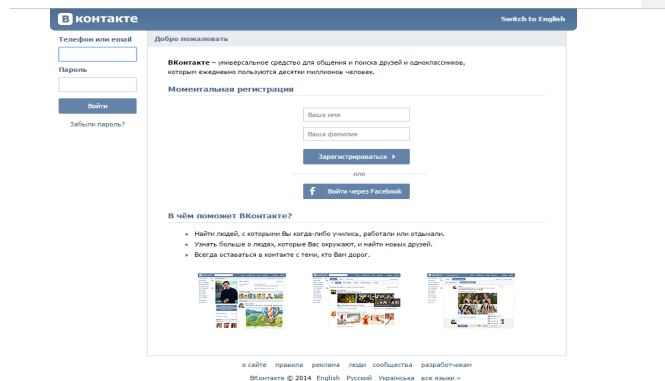 В контакте
Switch to English
Телефон или email
Пароль
Войти
Забыли пароль?
Добро пожаловать
ВКонтакте – универсальное средство для общения и поиска друзей и одноклассников,
которым ежедневно пользуются десятки миллионов человек.
Моментальная регистрация
Ваше имя
Ваша фамилия
Зарегистрироваться
или
f Войти через Facebook
В чём поможет ВКонтакте?
Найти людей, с которыми Вы когда-либо учились, работали или отдыхали.
Узнать больше о людях, которые Вас окружают, и найти новых друзей.
Всегда оставаться в контакте с теми, кто Вам дорог.
о сайте правила реклама люди сообщества разработчикам
ВКонтакте © 2014 English Русский Українська все языки »